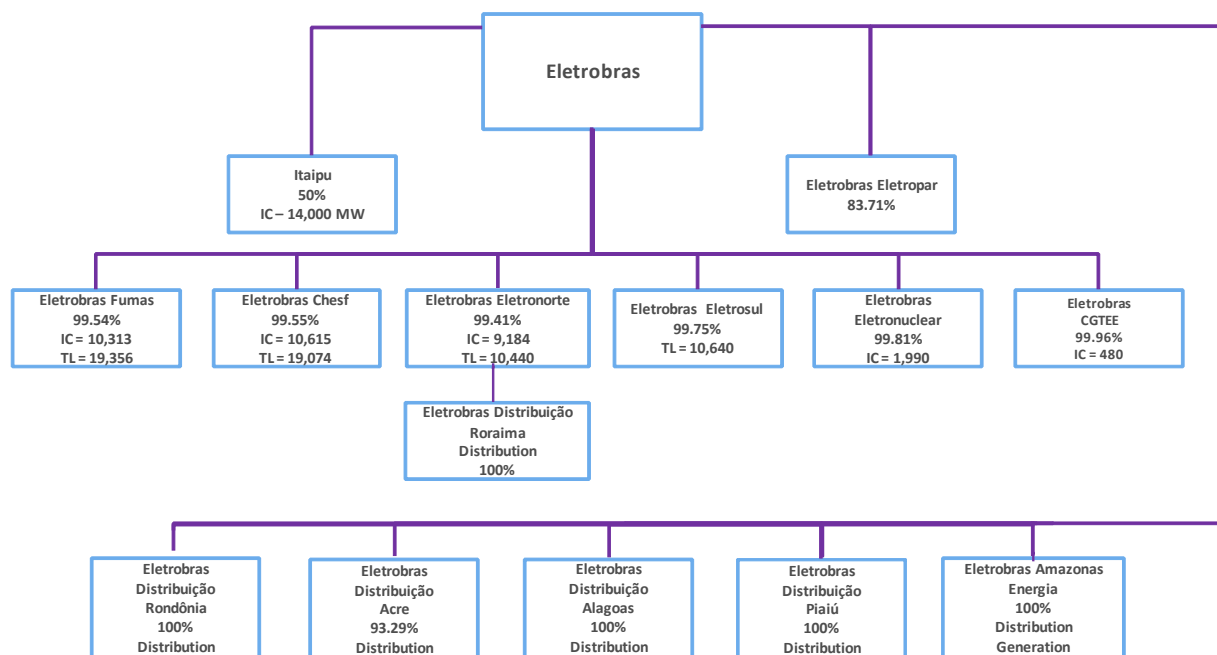 Eletrobras
Itaipu
50%
IC – 14,000 MW
Eletrobras Eletropar
83.71%
Eletrobras Fumas
99.54%
IC = 10,313
TL = 19,356
Eletrobras Chesf
99.55%
IC = 10,615
TL = 19,074
Eletrobras Eletronorte
99.41%
IC = 9,184
TL = 10,440
Eletrobras Eletrosul
99.75%
TL = 10,640
Eletrobras
Eletronuclear
99.81%
IC = 1,990
Eletrobras
CGTEE
99.96%
IC = 480
Eletrobras Distribuição
Roraima
Distribution
100%
Eletrobras
Distribuição
Rondônia
100%
Distribution
Eletrobras
Distribuição
Acre
93.29%
Distribution
Eletrobras
Distribuição
Alagoas
100%
Distribution
Eletrobras
Distribuição
Piaiú
100%
Distribution
Eletrobras Amazonas
Energia
100%
Distribution
Generation